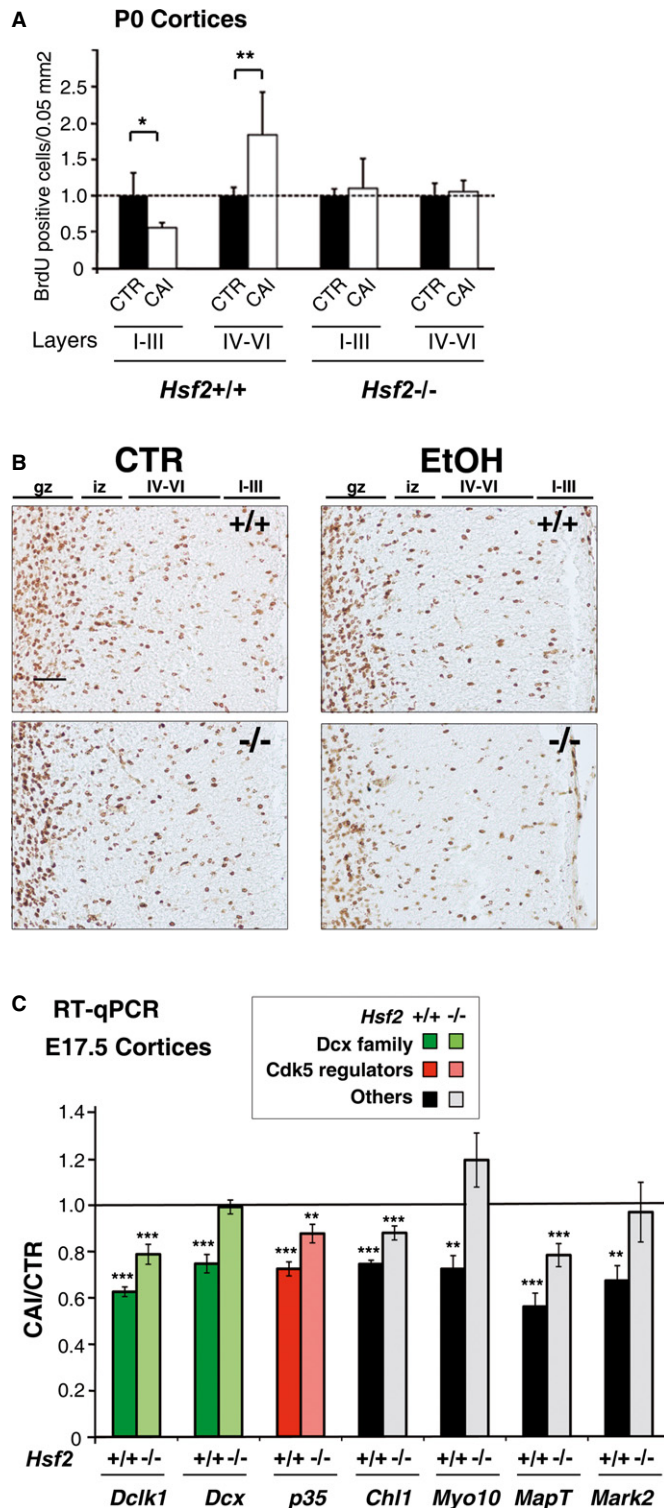 A
P0 Cortices
BrdU positive cells/0.05 mm2
2.5
2.0
1.5
1.0
0.5
0
*
**
CTR CAI CTR CAI CTR CAI CTR CAI
Layers I-III IV-VI I-III IV-VI
Hsf2+/+ Hsf2-/-
B
CTR EtOH
gz iz IV-VI I-III gz iz IV-VI I-III
+/+ +/+
-/- -/-
C
RT-qPCR
E17.5 Cortices
Hsf2 +/+ -/-
Dcx family
Cdk5 regulators
Others
CAI/CTR
1.4
1.2
1.0
0.8
0.6
0.4
0.2
0
*** *** *** *** ** *** *** ** *** *** **
Hsf2 +/+ -/- +/+ -/- +/+ -/- +/+ -/- +/+ -/- +/+ -/- +/+ -/-
Dclk1 Dcx p35 Chl1 Myo10 MapT Mark2